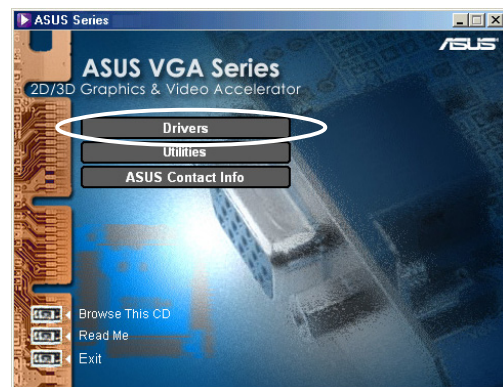 ASUS Series
ASUS
ASUS VGA Series
2D/3D Graphics & Video Accelerator
Drivers
Utilities
ASUS Contact Info
Browse This CD
Read Me
Exit